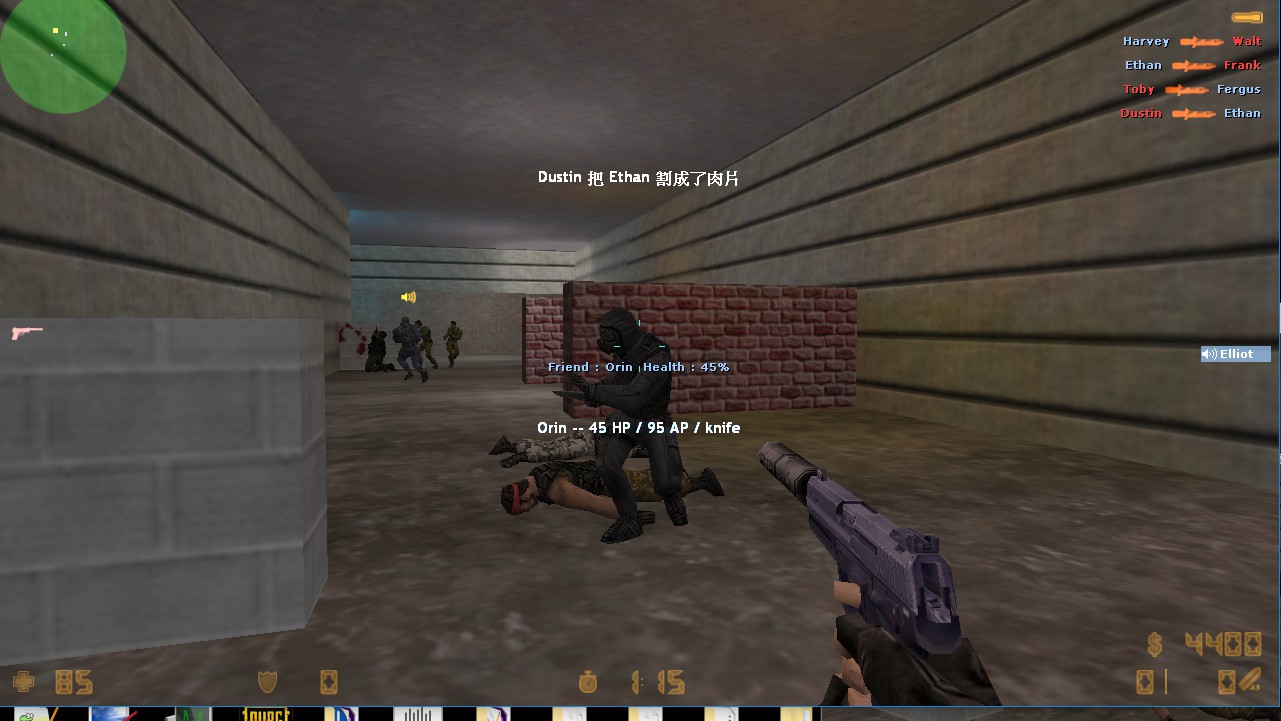 Harvey Walt
Ethan Frank
Toby Fergus
Dustin Ethan
Dustin 把 Ethan 割成了肉片
Elliot
Friend : Orin Health : 45%
Orin -- 45 HP / 95 AP / knife
$ 4400
85 0 1:15 0 | 0